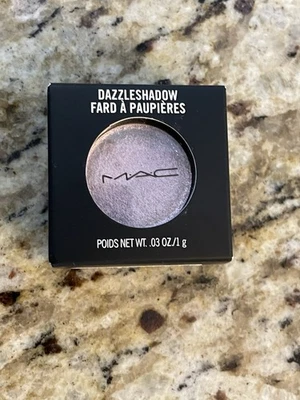 DAZZLESHADOW
FARD À PAUPIÈRES
MAC
POIDS NET WT. .03 OZ/1 g